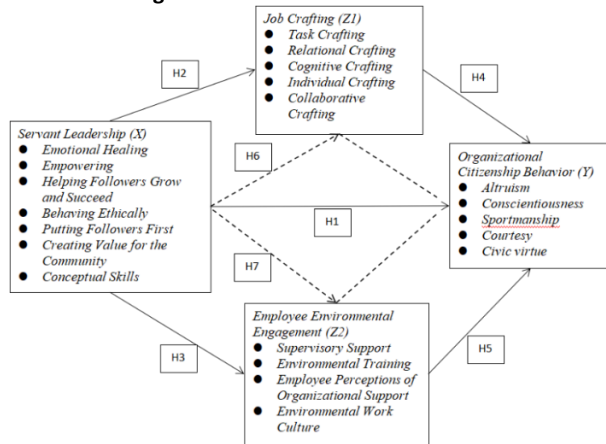 Job Crafting (Z1)
● Task Crafting
● Relational Crafting
● Cognitive Crafting
● Individual Crafting
● Collaborative
Crafting
H2
H4
Servant Leadership (X)
● Emotional Healing
● Empowering
● Helping Followers Grow
and Succeed
● Behaving Ethically
● Putting Followers First
● Creating Value for the
Community
● Conceptual Skills
H6
H1
H7
Organizational
Citizenship Behavior (Y)
● Altruism
● Conscientiousness
● Sportmanship
● Courtesy
● Civic virtue
H3
H5
Employee Environmental
Engagement (Z2)
● Supervisory Support
● Environmental Training
● Employee Perceptions of
Organizational Support
● Environmental Work
Culture